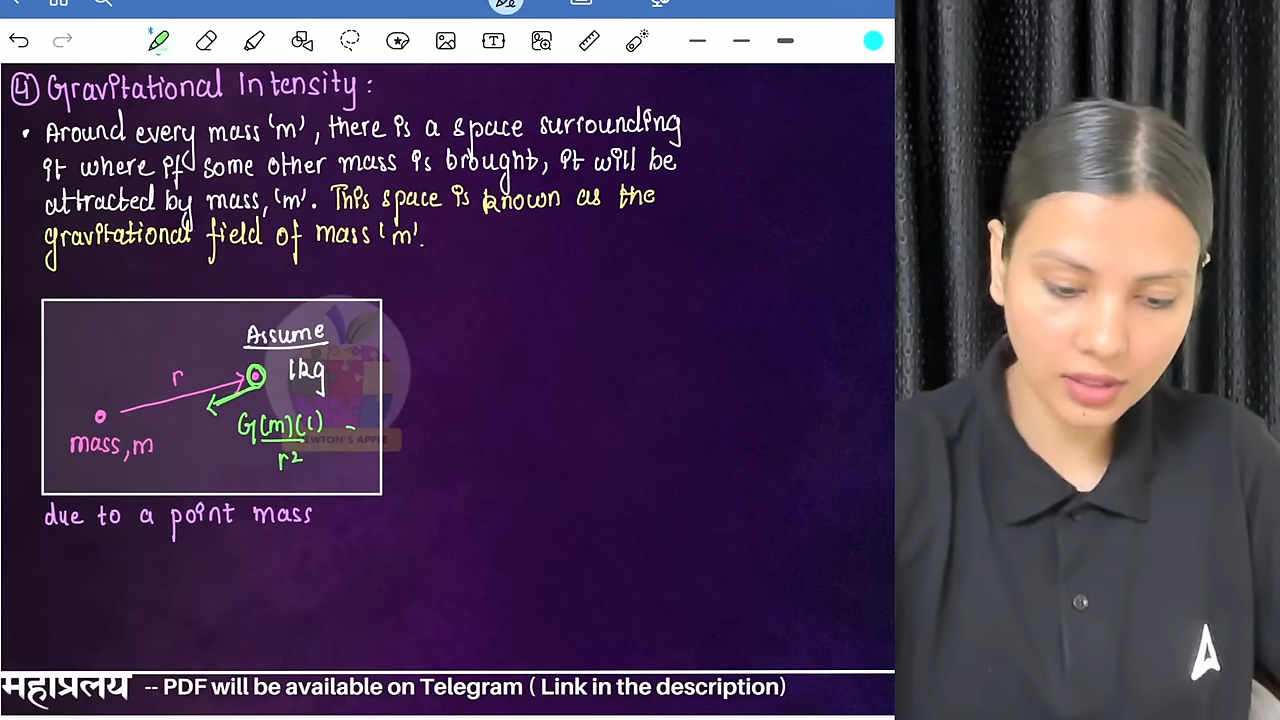 ④ Gravitational Intensity :
• Around every mass 'm', there is a space surrounding
it where if some other mass is brought, it will be
attracted by mass, 'm'. This space is known as the
gravitational field of mass 'm'.
Assume
r
1kg
G(m)(1) -
r²
mass, m
NEWTON'S APPLE
due to a point mass
महाप्रलय -- PDF will be available on Telegram ( Link in the description)